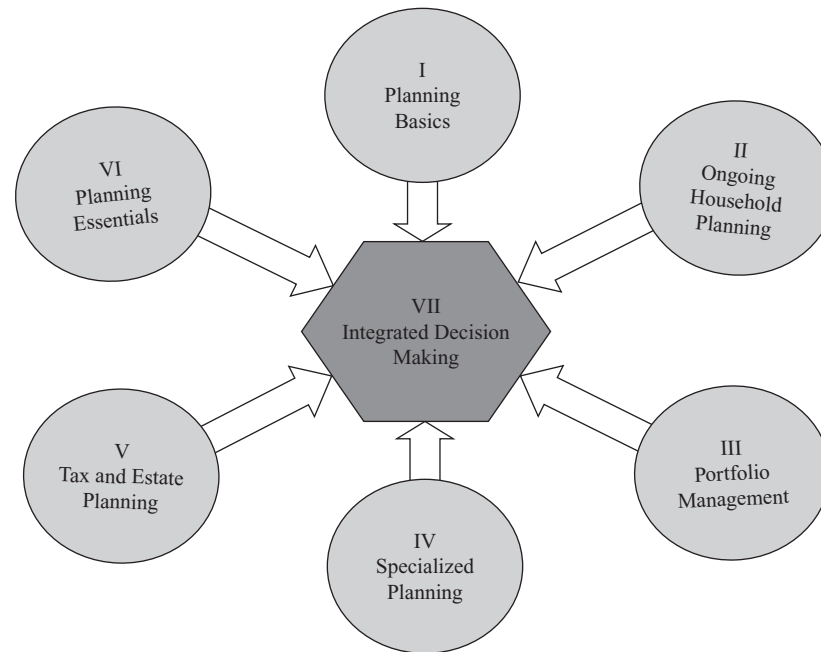 I
Planning
Basics
II
Ongoing
Household
Planning
III
Portfolio
Management
IV
Specialized
Planning
V
Tax and Estate
Planning
VI
Planning
Essentials
VII
Integrated Decision
Making